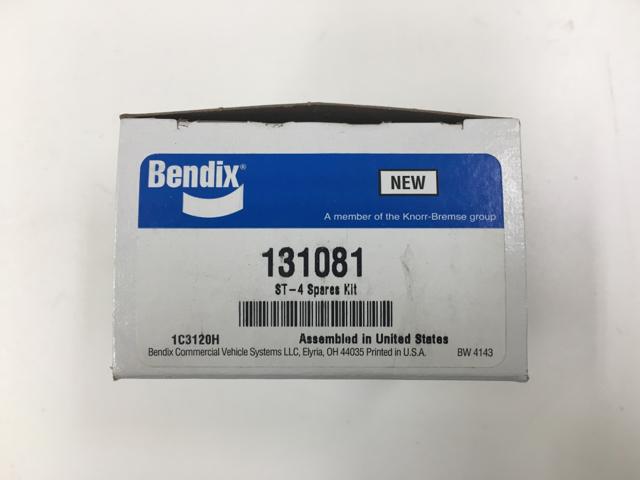 Bendix®
NEW
A member of the Knorr-Bremse group
131081
ST-4 Spares Kit
1C3120H Assembled in United States
Bendix Commercial Vehicle Systems LLC, Elyria, OH 44035 Printed in U.S.A. BW 4143